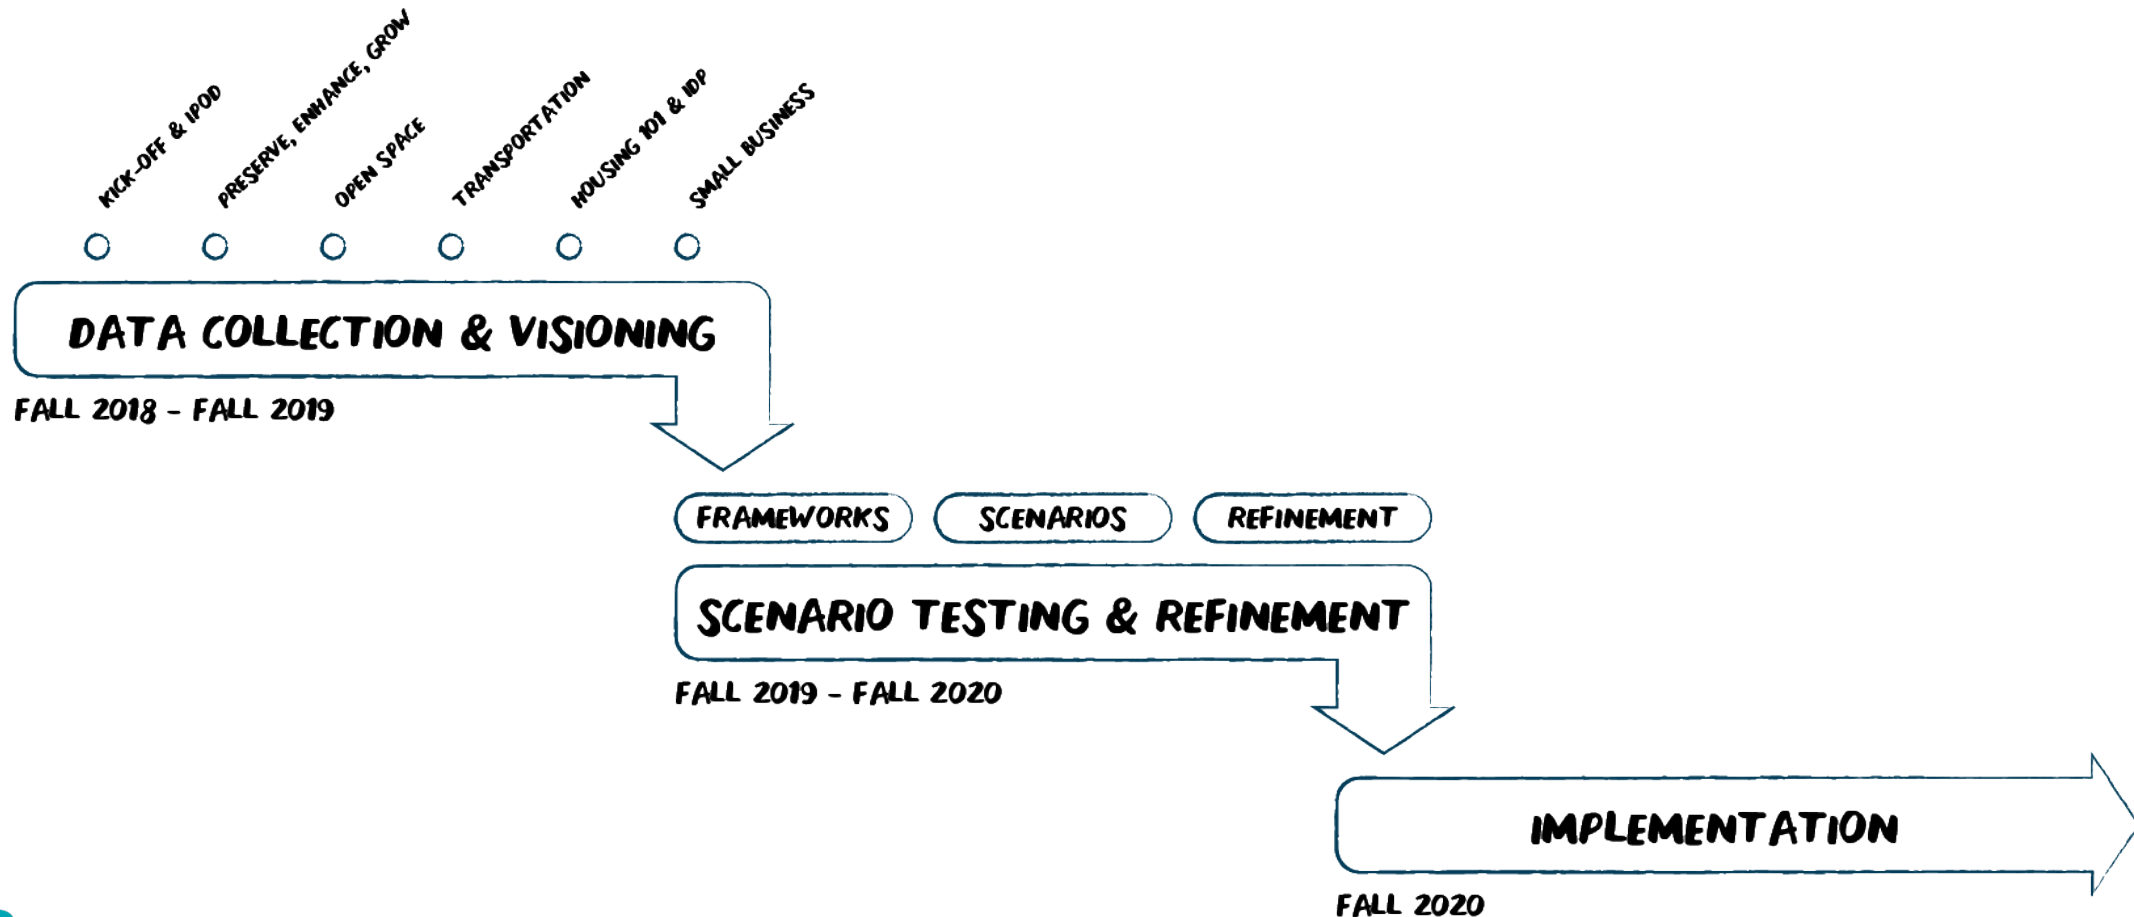 KICK-OFF & IPOD
PRESERVE, ENHANCE, GROW
OPEN SPACE
TRANSPORTATION
HOUSING 101 & IDP
SMALL BUSINESS
DATA COLLECTION & VISIONING
FALL 2018 - FALL 2019
FRAMEWORKS
SCENARIOS
REFINEMENT
SCENARIO TESTING & REFINEMENT
FALL 2019 - FALL 2020
IMPLEMENTATION
FALL 2020